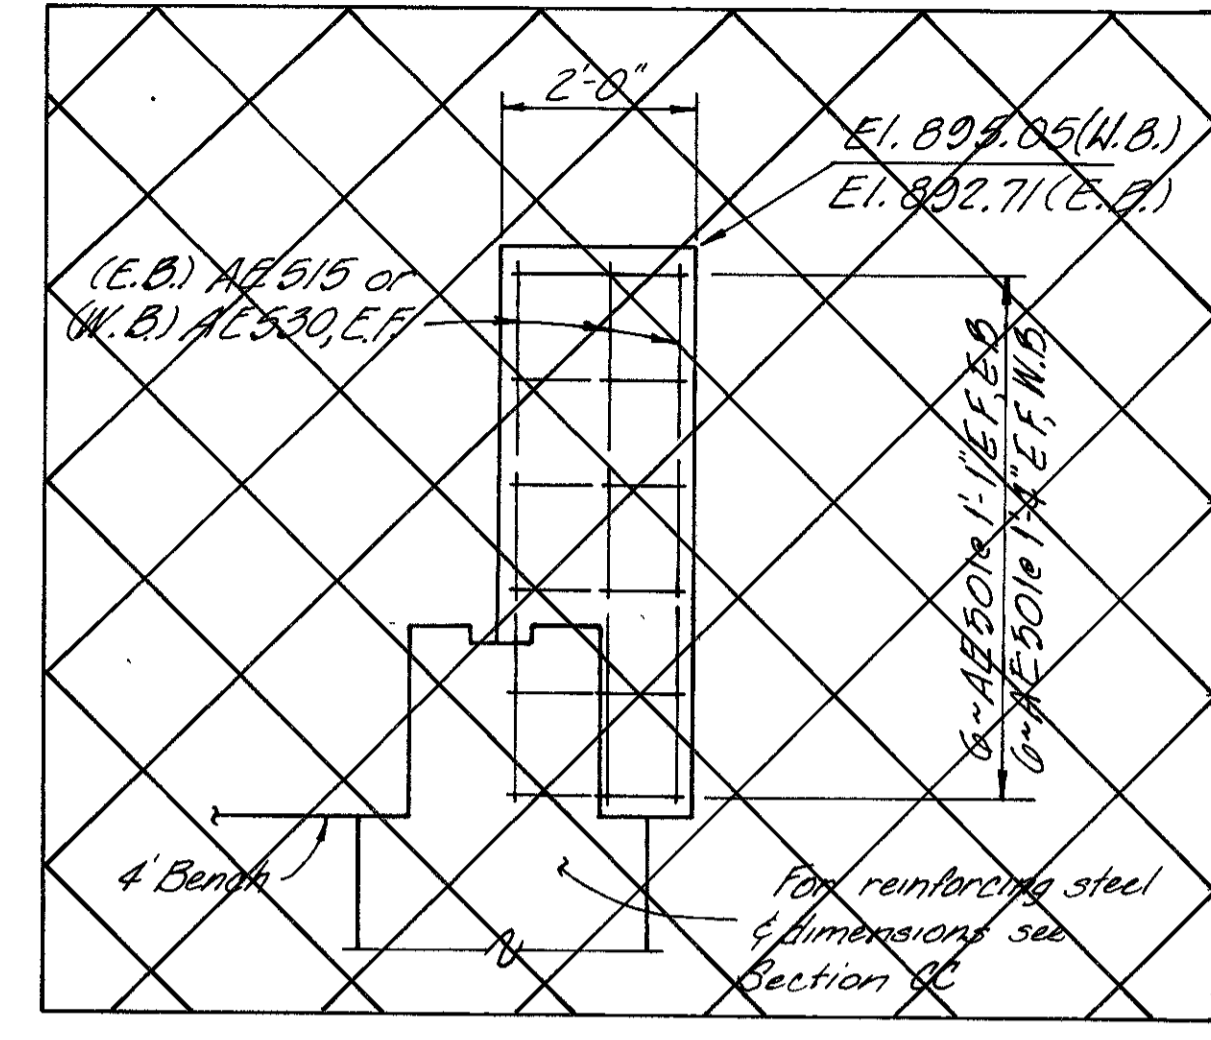 2'-0"
El. 895.05(W.B.)
El. 892.71(E.B.)
(E.B.) AE515 or
(W.B.) AE530, E.F.
6~AE501@ 1'-1" E.F., E.B.
6~AE501@ 1'-4" E.F., W.B.
4' Bench
For reinforcing steel
& dimensions see
Section CC